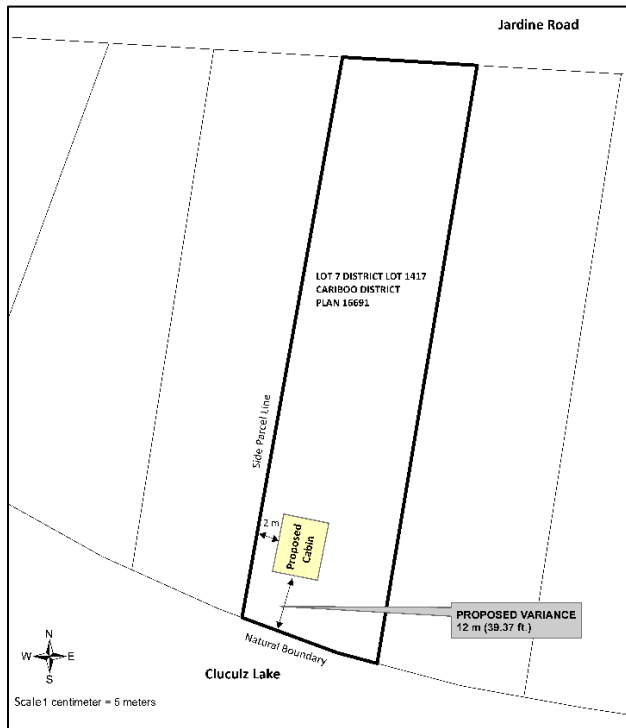 Jardine Road
LOT 7 DISTRICT LOT 1417
CARIBOO DISTRICT
PLAN 16691
Side Parcel Line
2 m
Proposed
Cabin
PROPOSED VARIANCE
12 m (39.37 ft.)
Natural Boundary
Cluculz Lake
N
W E
S
Scale 1 centimeter = 5 meters